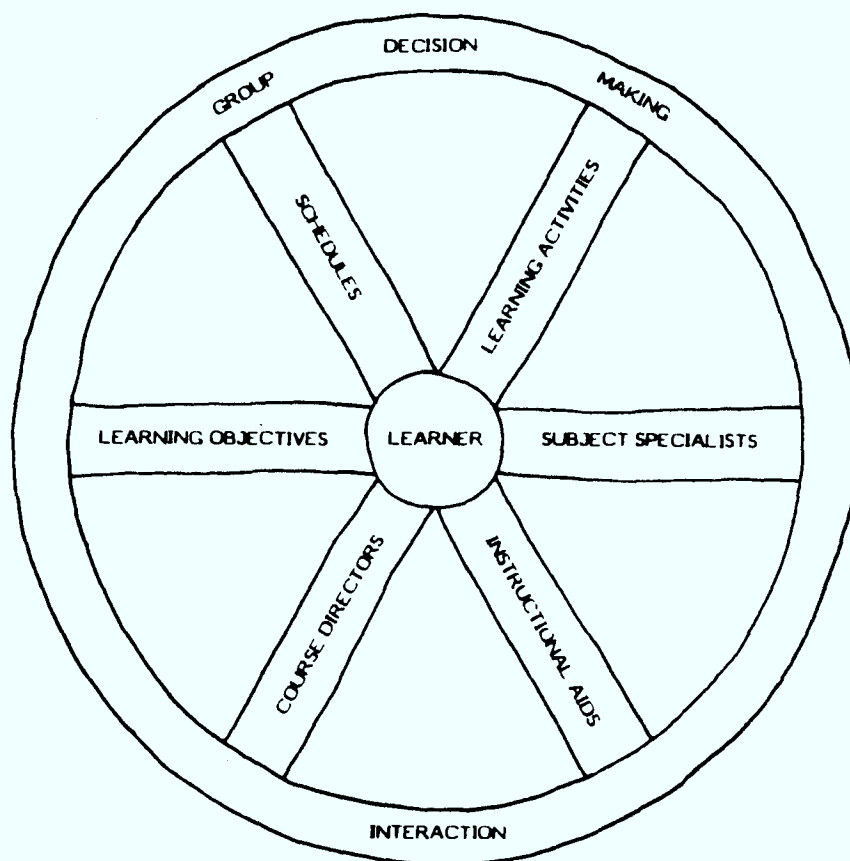 GROUP
DECISION
MAKING
SCHEDULES
LEARNING ACTIVITIES
LEARNING OBJECTIVES
LEARNER
SUBJECT SPECIALISTS
COURSE DIRECTORS
INSTRUCTIONAL AIDS
INTERACTION